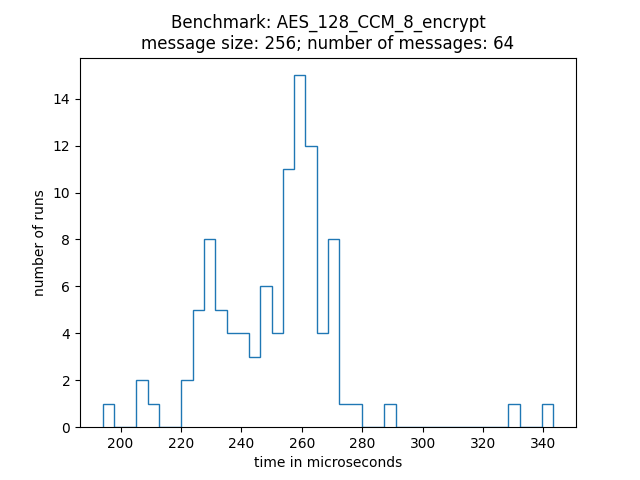 Benchmark: AES_128_CCM_8_encrypt
message size: 256; number of messages: 64
14
12
10
8
6
4
2
0
number of runs
200 220 240 260 280 300 320 340
time in microseconds